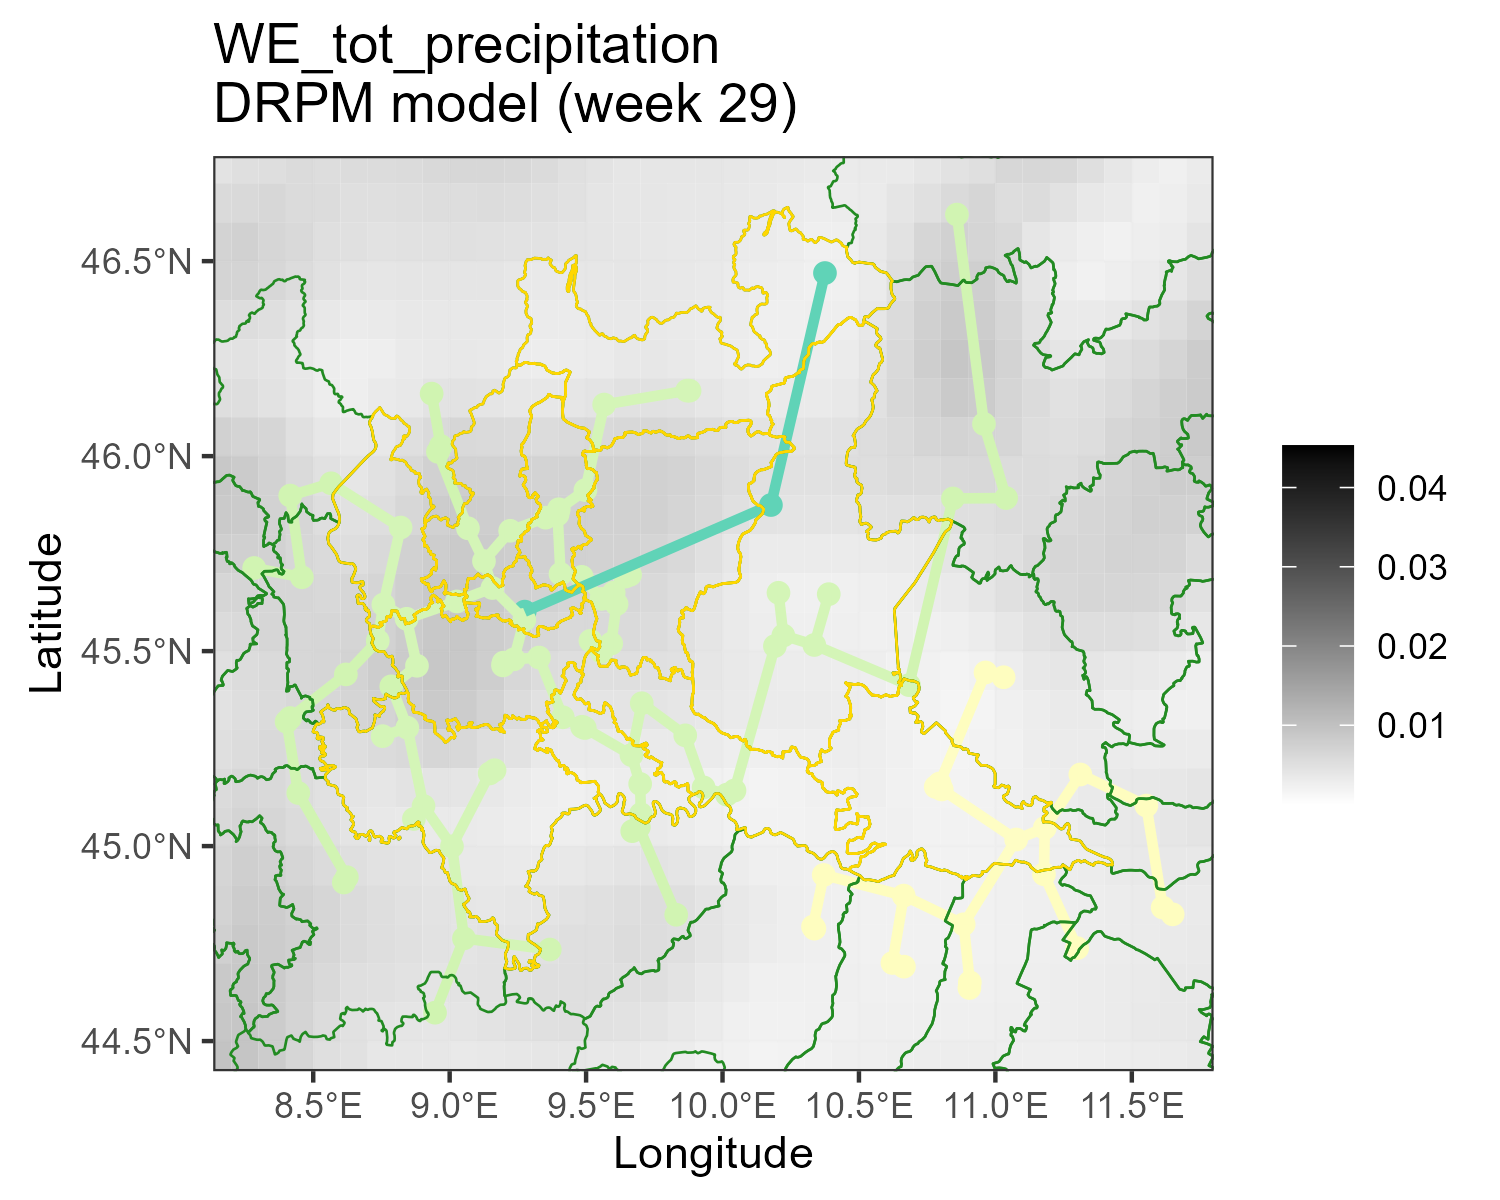 WE_tot_precipitation
DRPM model (week 29)
46.5°N
46.0°N
45.5°N
45.0°N
44.5°N
Latitude
8.5°E 9.0°E 9.5°E 10.0°E 10.5°E 11.0°E 11.5°E
Longitude
0.04
0.03
0.02
0.01